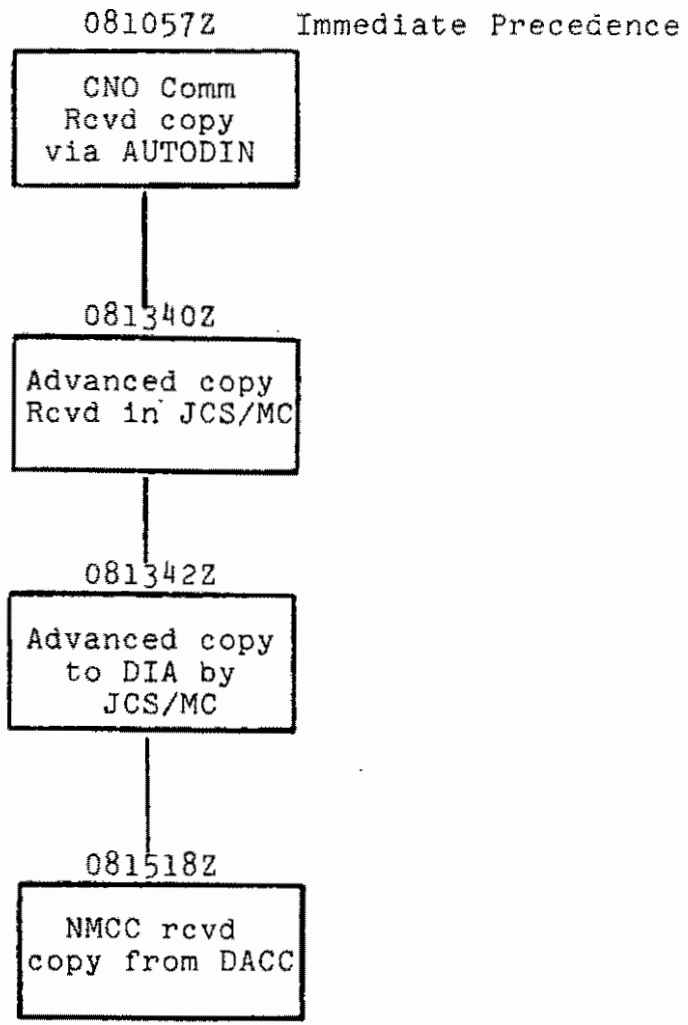 081057Z Immediate Precedence
CNO Comm
Rcvd copy
via AUTODIN
081340Z
Advanced copy
Rcvd in JCS/MC
081342Z
Advanced copy
to DIA by
JCS/MC
081518Z
NMCC rcvd
copy from DACC